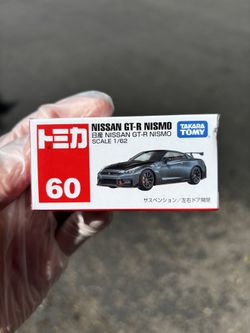 トミカ
60
NISSAN GT-R NISMO
日産 NISSAN GT-R NISMO
SCALE 1/62
TAKARA
TOMY
サスペンション／左右ドア開閉